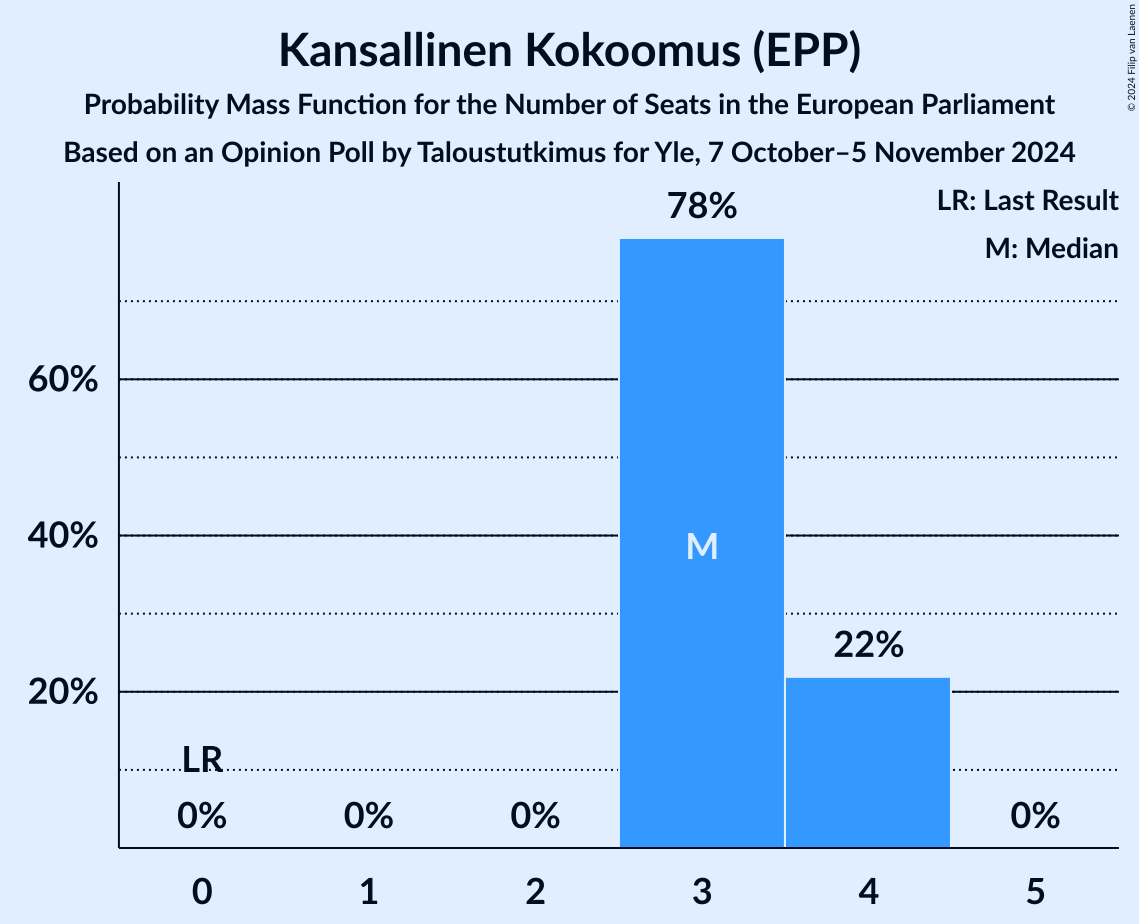 Kansallinen Kokoomus (EPP)
Probability Mass Function for the Number of Seats in the European Parliament
Based on an Opinion Poll by Taloustutkimus for Yle, 7 October–5 November 2024
© 2024 Filip van Laenen
LR: Last Result
M: Median
78%
60%
40%
M
22%
20%
LR
0%
0%
0%
0%
0
1
2
3
4
5